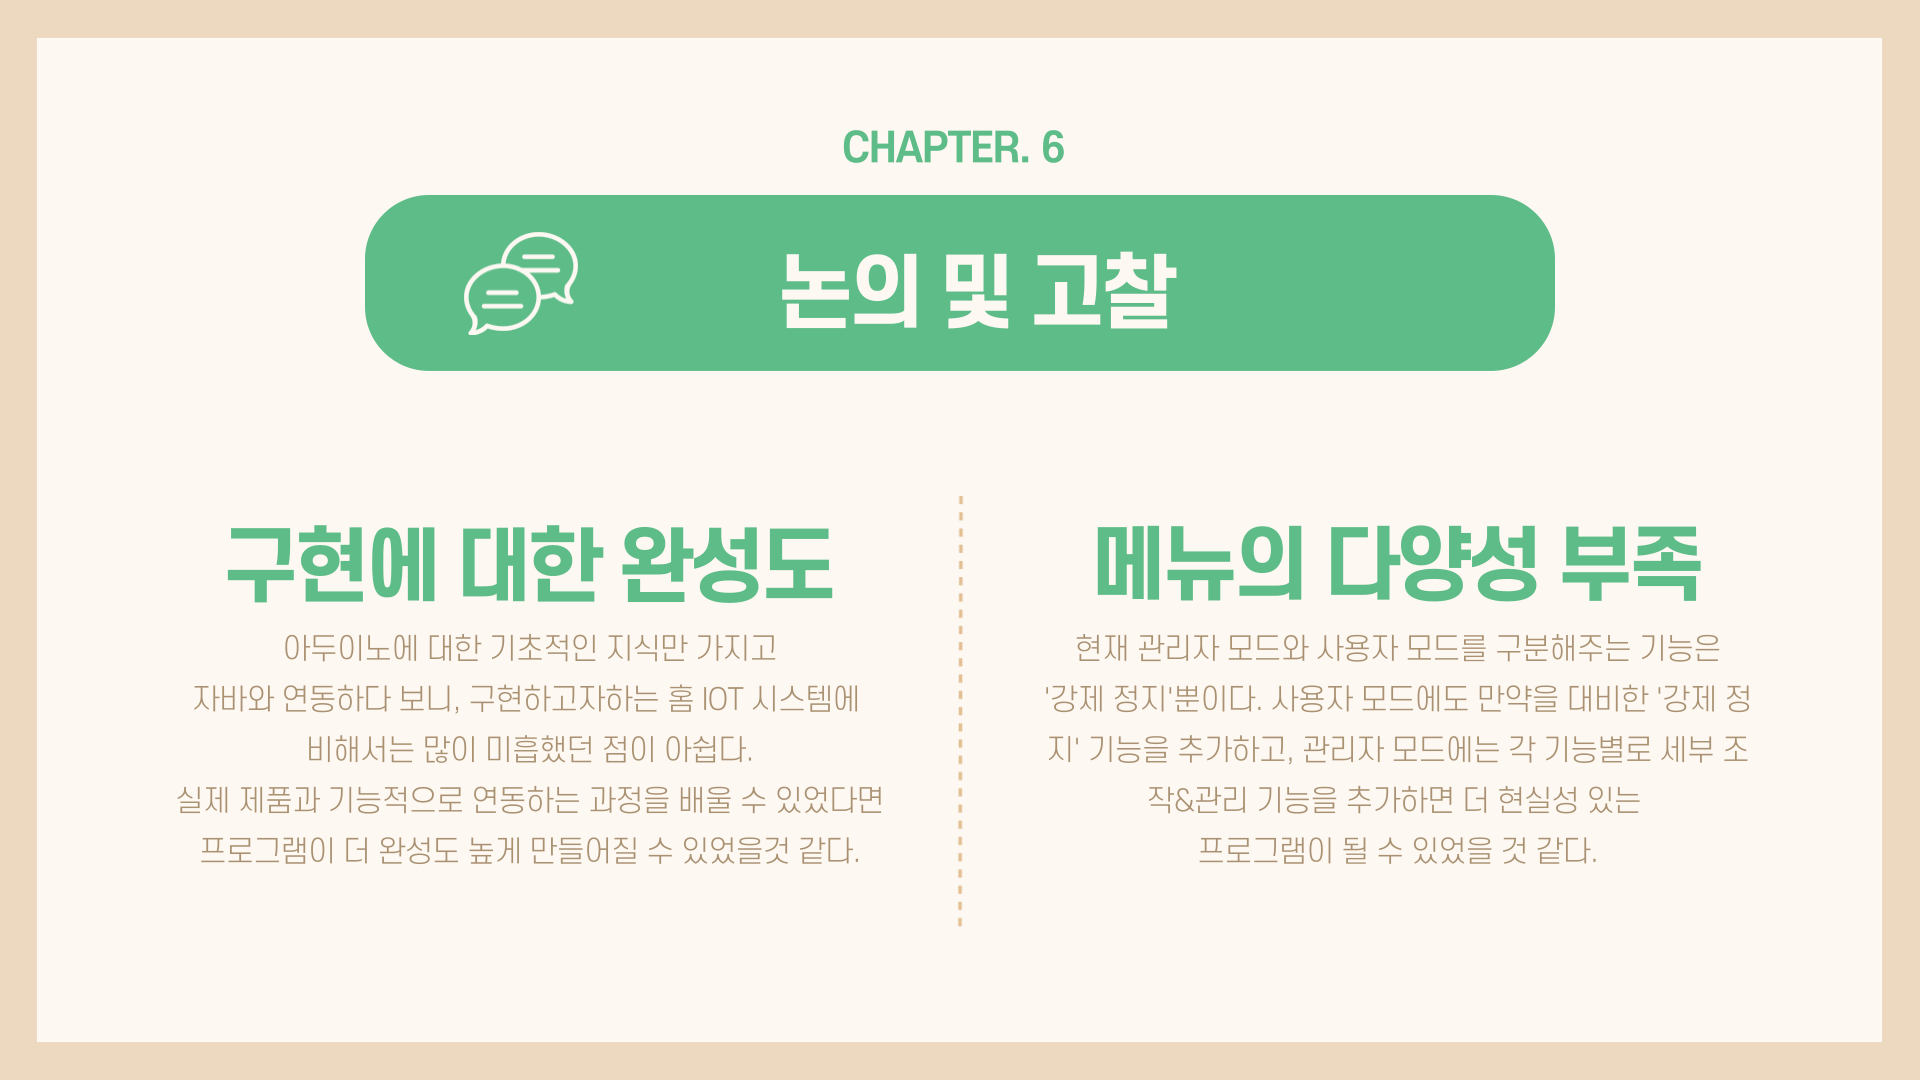 CHAPTER. 6
논의 및 고찰
구현에 대한 완성도
아두이노에 대한 기초적인 지식만 가지고
자바와 연동하다 보니, 구현하고자하는 홈 IOT 시스템에
비해서는 많이 미흡했던 점이 아쉽다.
실제 제품과 기능적으로 연동하는 과정을 배울 수 있었다면
프로그램이 더 완성도 높게 만들어질 수 있었을것 같다.
메뉴의 다양성 부족
현재 관리자 모드와 사용자 모드를 구분해주는 기능은
'강제 정지'뿐이다. 사용자 모드에도 만약을 대비한 '강제 정
지' 기능을 추가하고, 관리자 모드에는 각 기능별로 세부 조
작&관리 기능을 추가하면 더 현실성 있는
프로그램이 될 수 있었을 것 같다.